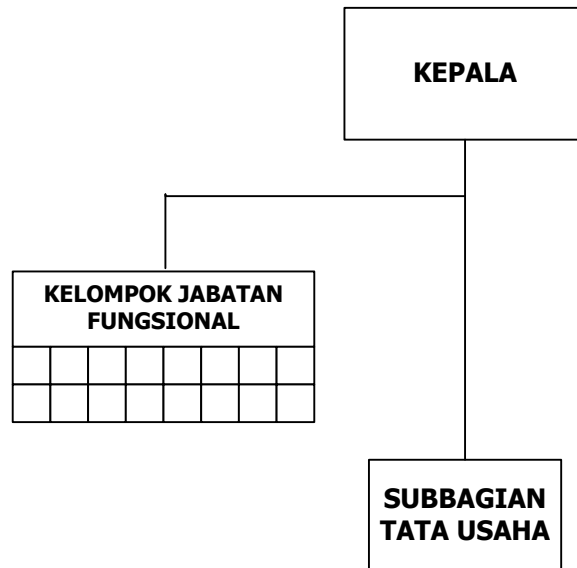 KEPALA
KELOMPOK JABATAN
FUNGSIONAL
SUBBAGIAN
TATA USAHA